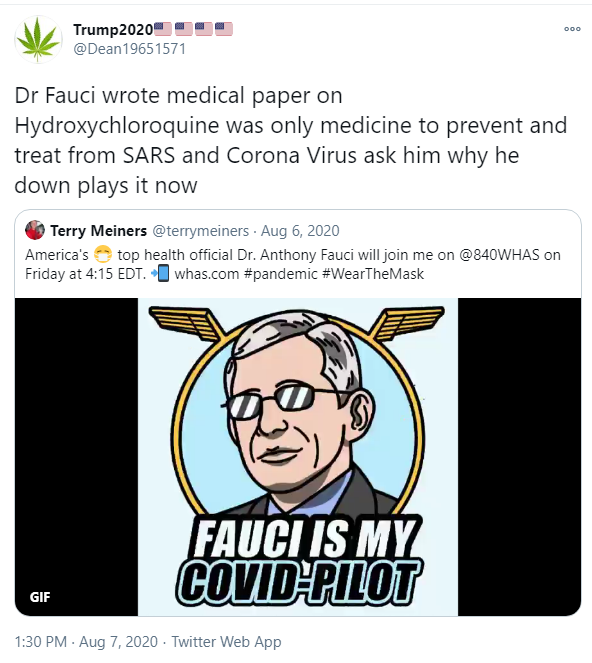 Trump2020🇺🇸🇺🇸🇺🇸🇺🇸
@Dean19651571
Dr Fauci wrote medical paper on
Hydroxychloroquine was only medicine to prevent and
treat from SARS and Corona Virus ask him why he
down plays it now
Terry Meiners @terrymeiners · Aug 6, 2020
America's 😷 top health official Dr. Anthony Fauci will join me on @840WHAS on
Friday at 4:15 EDT. 📲 whas.com #pandemic #WearTheMask
FAUCI IS MY
COVID-PILOT
GIF
1:30 PM · Aug 7, 2020 · Twitter Web App